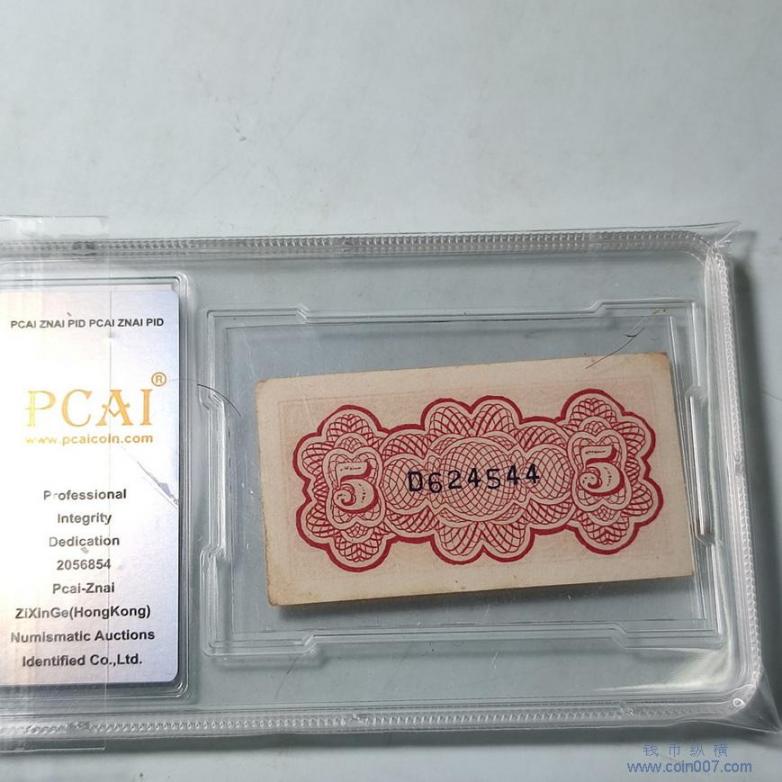 PCAI ZNAI PID PCAI ZNAI PID
PCAI®
www.pcaicoin.com
Professional
Integrity
Dedication
2056854
Pcai-Znai
ZiXinGe(HongKong)
Numismatic Auctions
Identified Co.,Ltd.
5 D624544 5
钱币纵横
www.coin007.com